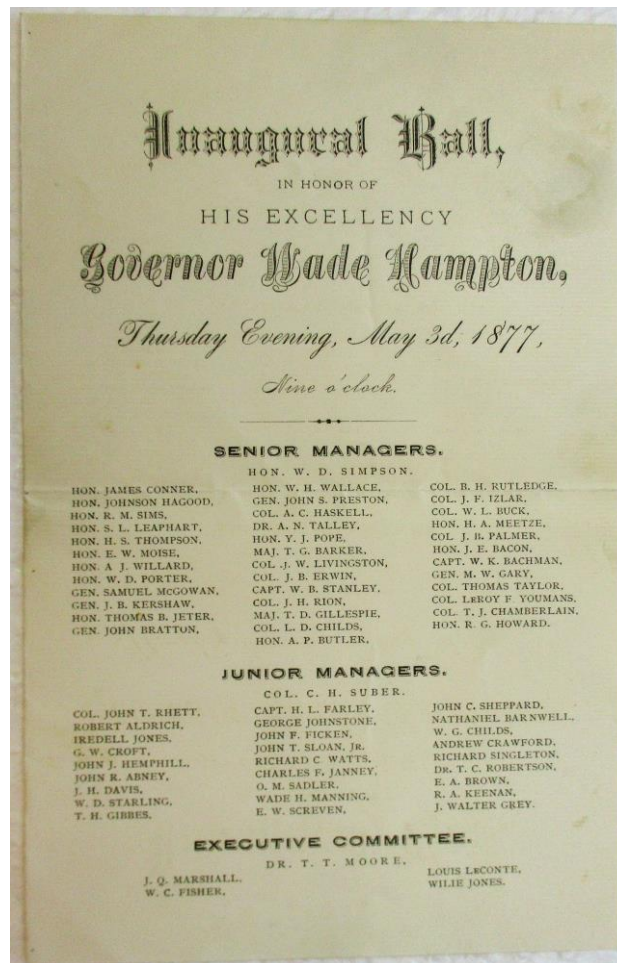 Inaugural Ball,
IN HONOR OF
HIS EXCELLENCY
Governor Wade Hampton,
Thursday Evening, May 3d, 1877,
Nine o'clock.
SENIOR MANAGERS.
HON. W. D. SIMPSON.
HON. JAMES CONNER,
HON. JOHNSON HAGOOD,
HON. R. M. SIMS,
HON. S. L. LEAPHART,
HON. H. S. THOMPSON,
HON. E. W. MOISE,
HON. A J. WILLARD,
HON. W. D. PORTER,
GEN. SAMUEL McGOWAN,
GEN. J. B. KERSHAW,
HON. THOMAS B. JETER,
GEN. JOHN BRATTON,
HON. W. H. WALLACE,
GEN. JOHN S. PRESTON,
COL. A. C. HASKELL,
DR. A. N. TALLEY,
HON. Y. J. POPE,
MAJ. T. G. BARKER,
COL .J. W. LIVINGSTON,
COL. J. B. ERWIN,
CAPT. W. B. STANLEY,
COL. J. H. RION,
MAJ. T. D. GILLESPIE,
COL. L. D. CHILDS,
HON. A. P. BUTLER,
COL. B. H. RUTLEDGE,
COL. J. F. IZLAR,
COL. W. L. BUCK,
HON. H. A. MEETZE,
COL J. B. PALMER,
HON. J. E. BACON,
CAPT. W. K. BACHMAN,
GEN. M. W. GARY,
COL. THOMAS TAYLOR,
COL. LEROY F YOUMANS,
COL. T. J. CHAMBERLAIN,
HON. R. G. HOWARD.
JUNIOR MANAGERS.
COL. C. H. SUBER.
COL. JOHN T. RHETT,
ROBERT ALDRICH,
IREDELL JONES,
G. W. CROFT,
JOHN J. HEMPHILL,
JOHN R. ABNEY,
J. H. DAVIS,
W. D. STARLING,
T. H. GIBBES,
CAPT. H. L. FARLEY,
GEORGE JOHNSTONE,
JOHN F. FICKEN,
JOHN T. SLOAN, JR.
RICHARD C WATTS,
CHARLES F. JANNEY,
O. M. SADLER,
WADE H. MANNING,
E. W. SCREVEN,
JOHN C. SHEPPARD,
NATHANIEL BARNWELL,
W. G. CHILDS,
ANDREW CRAWFORD,
RICHARD SINGLETON,
DR. T. C. ROBERTSON,
E. A. BROWN,
R. A. KEENAN,
J. WALTER GREY.
EXECUTIVE COMMITTEE.
DR. T. T. MOORE,
J. Q. MARSHALL,
W. C. FISHER,
LOUIS LECONTE,
WILIE JONES.